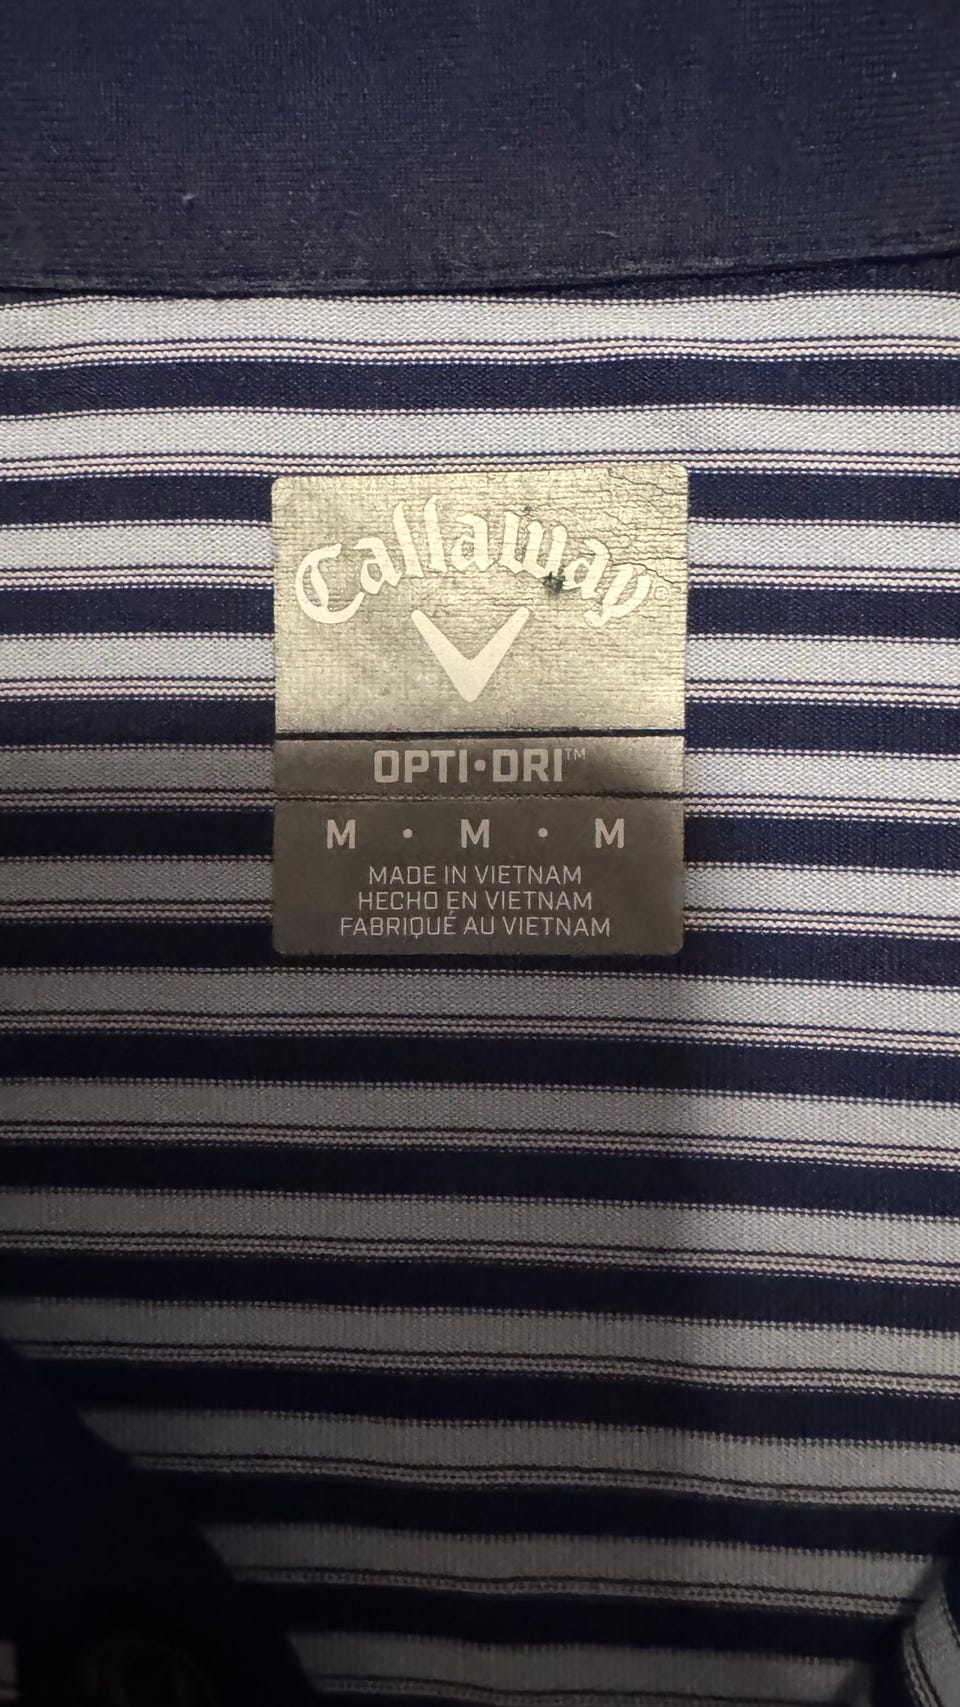 Callaway®
OPTI•DRI™
M • M • M
MADE IN VIETNAM
HECHO EN VIETNAM
FABRIQUÉ AU VIETNAM